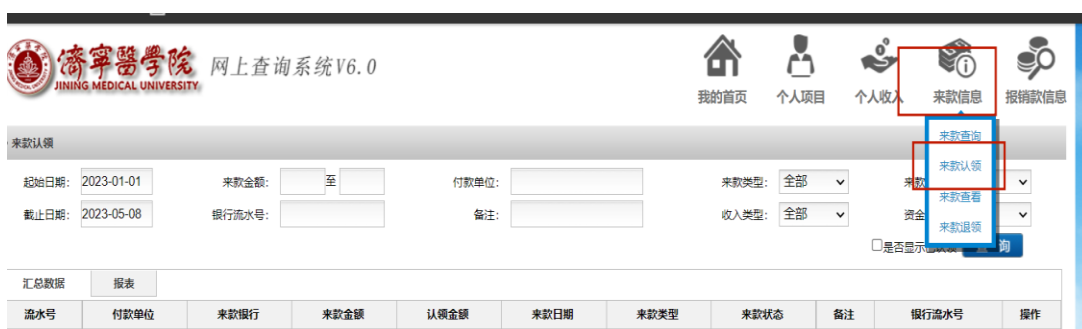 濟寧醫學院
JINING MEDICAL UNIVERSITY
网上查询系统V6.0
我的首页 个人项目 个人收入 来款信息 报销款信息
来款认领
来款查询
来款认领
来款查看
来款退领
起始日期: 2023-01-01 来款金额: 至 付款单位: 来款类型: 全部 来款
截止日期: 2023-05-08 银行流水号: 备注: 收入类型: 全部 资金
是否显示 询
汇总数据 报表
流水号 付款单位 来款银行 来款金额 认领金额 来款日期 来款类型 来款状态 备注 银行流水号 操作